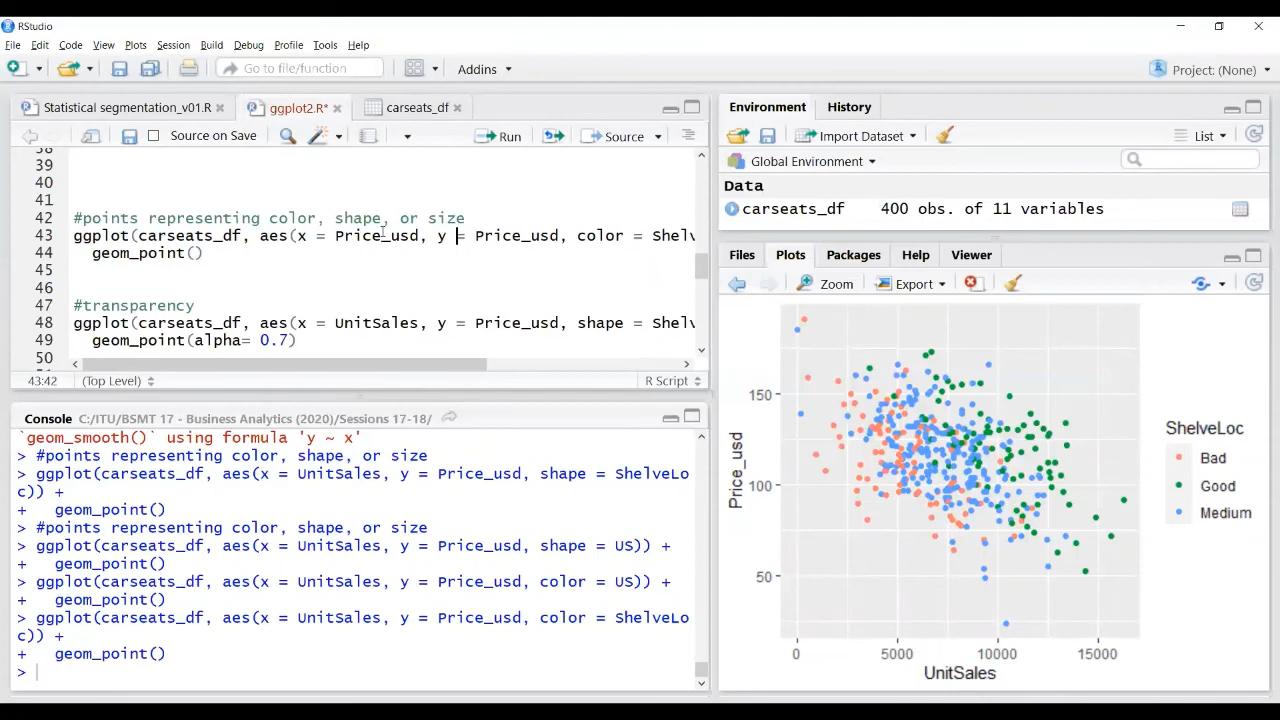 RStudio
File Edit Code View Plots Session Build Debug Profile Tools Help
Go to file/function Addins Project: (None)
Statistical segmentation_v01.R ggplot2.R* carseats_df
Source on Save Run Source
39
40
41
42 #points representing color, shape, or size
43 ggplot(carseats_df, aes(x = Price_usd, y = Price_usd, color = Shelv
44 geom_point()
45
46
47 #transparency
48 ggplot(carseats_df, aes(x = UnitSales, y = Price_usd, shape = Shelv
49 geom_point(alpha= 0.7)
50
43:42 (Top Level) R Script
Console C:/ITU/BSMT 17 - Business Analytics (2020)/Sessions 17-18/
`geom_smooth()` using formula 'y ~ x'
> #points representing color, shape, or size
> ggplot(carseats_df, aes(x = UnitSales, y = Price_usd, shape = ShelveLo
c)) +
+ geom_point()
> #points representing color, shape, or size
> ggplot(carseats_df, aes(x = UnitSales, y = Price_usd, shape = US)) +
+ geom_point()
> ggplot(carseats_df, aes(x = UnitSales, y = Price_usd, color = US)) +
+ geom_point()
> ggplot(carseats_df, aes(x = UnitSales, y = Price_usd, color = ShelveLo
c)) +
+ geom_point()
>
Environment History
Import Dataset List
Global Environment
Data
carseats_df 400 obs. of 11 variables
Files Plots Packages Help Viewer
Zoom Export
Price_usd
150
100
50
0 5000 10000 15000
UnitSales
ShelveLoc
Bad
Good
Medium